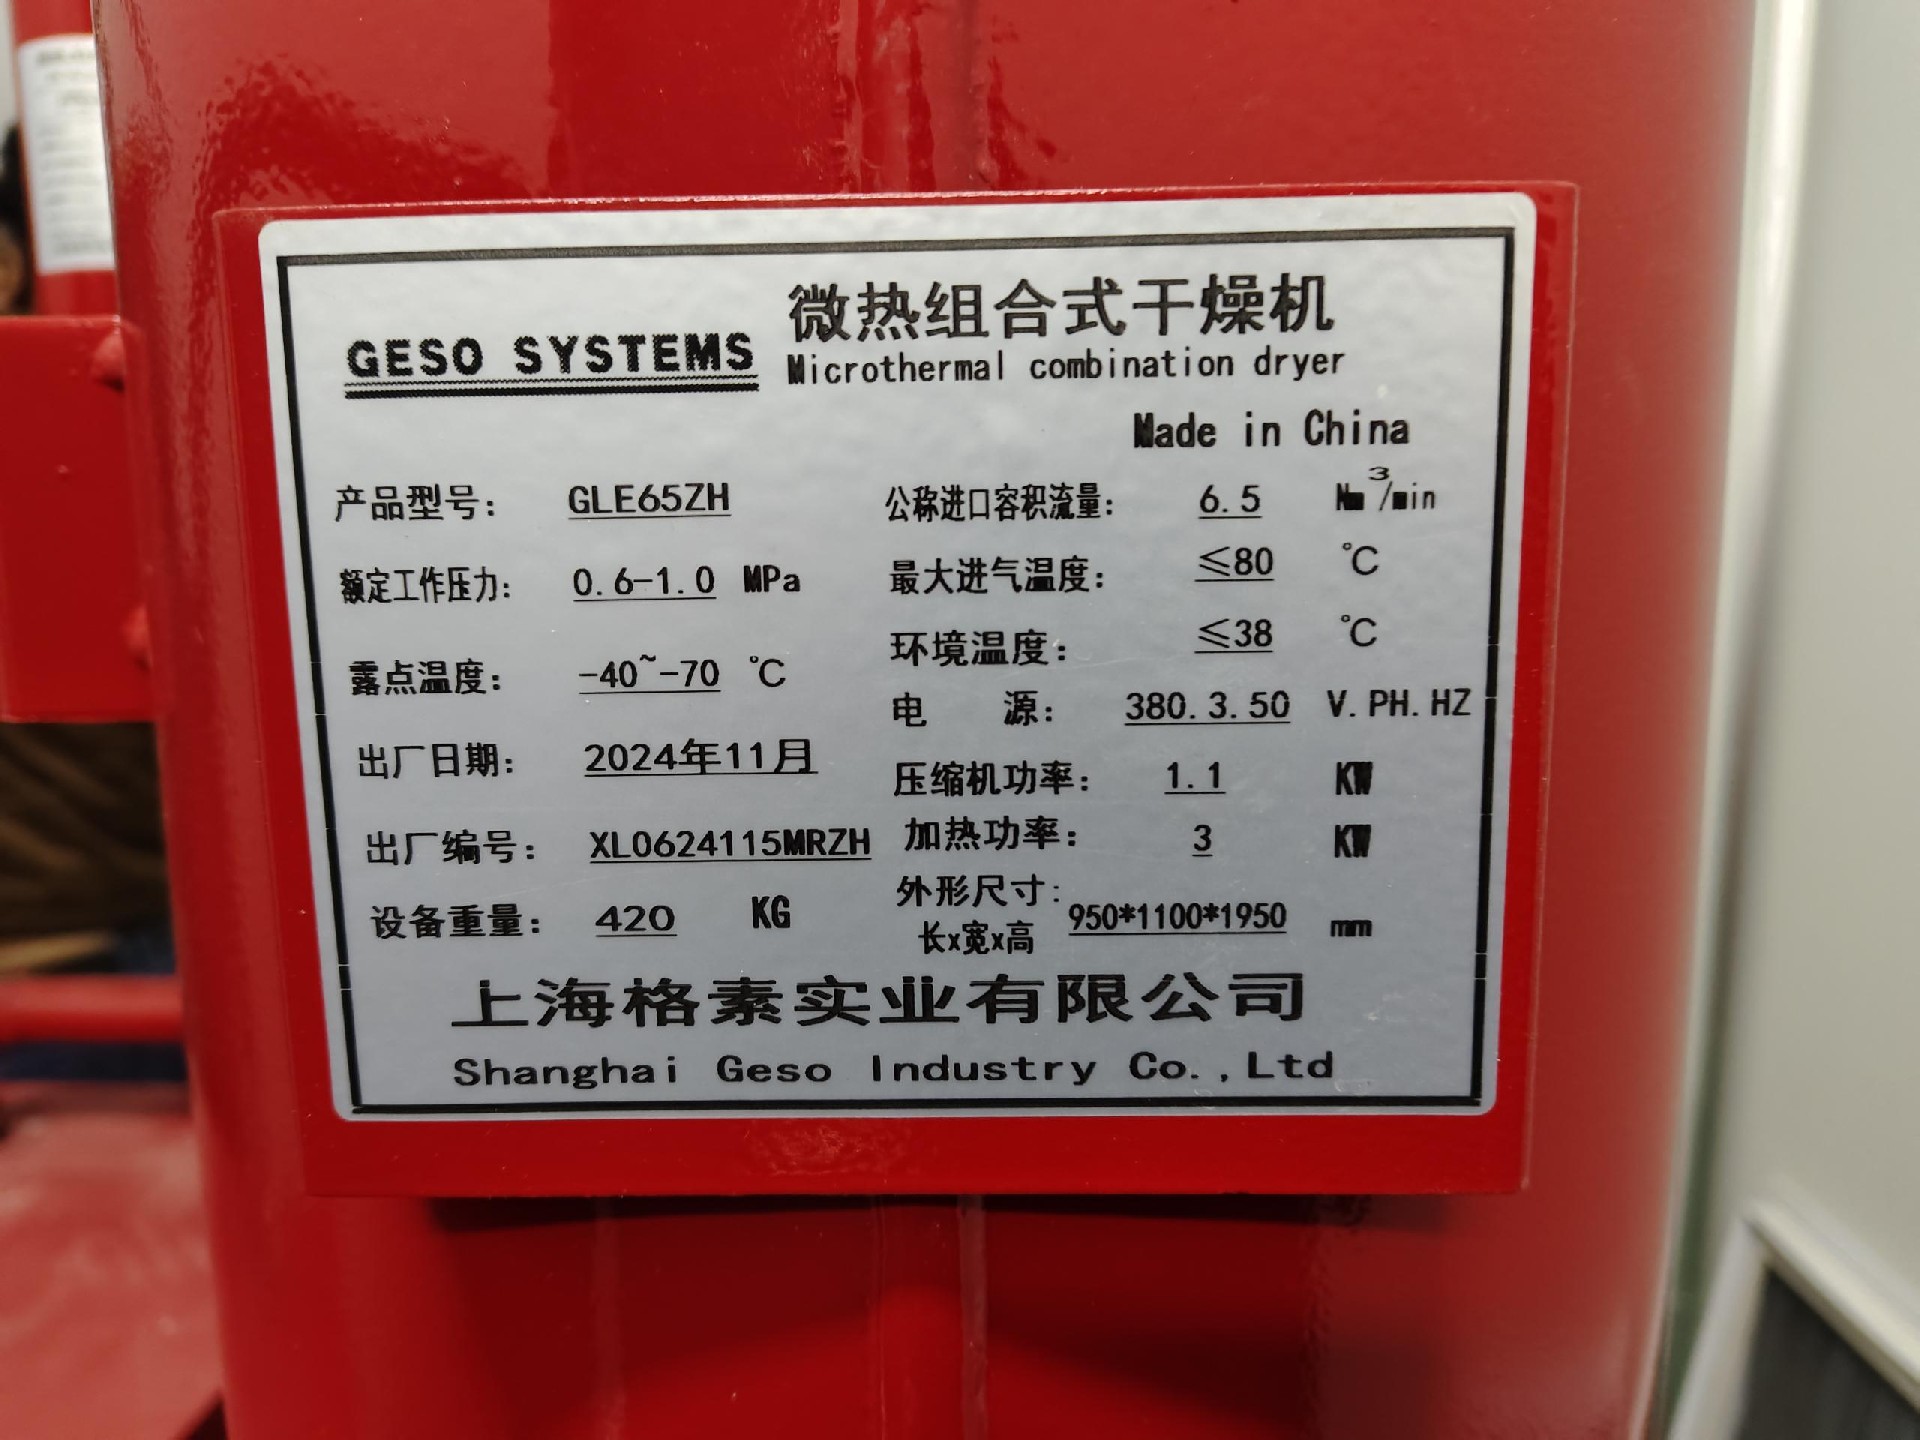 微热组合式干燥机
GESO SYSTEMS
Microthermal combination dryer
Made in China
产品型号: GLE65ZH
公称进口容积流量: 6.5 Nm³/min
额定工作压力: 0.6-1.0 MPa
最大进气温度: ≤80 ℃
露点温度: -40~-70 ℃
环境温度: ≤38 ℃
电 源: 380.3.50 V.PH.HZ
出厂日期: 2024年11月
压缩机功率: 1.1 KW
出厂编号: XL0624115MRZH
加热功率: 3 KW
设备重量: 420 KG
外形尺寸:
长x宽x高 950*1100*1950 mm
上海格素实业有限公司
Shanghai Geso Industry Co.,Ltd